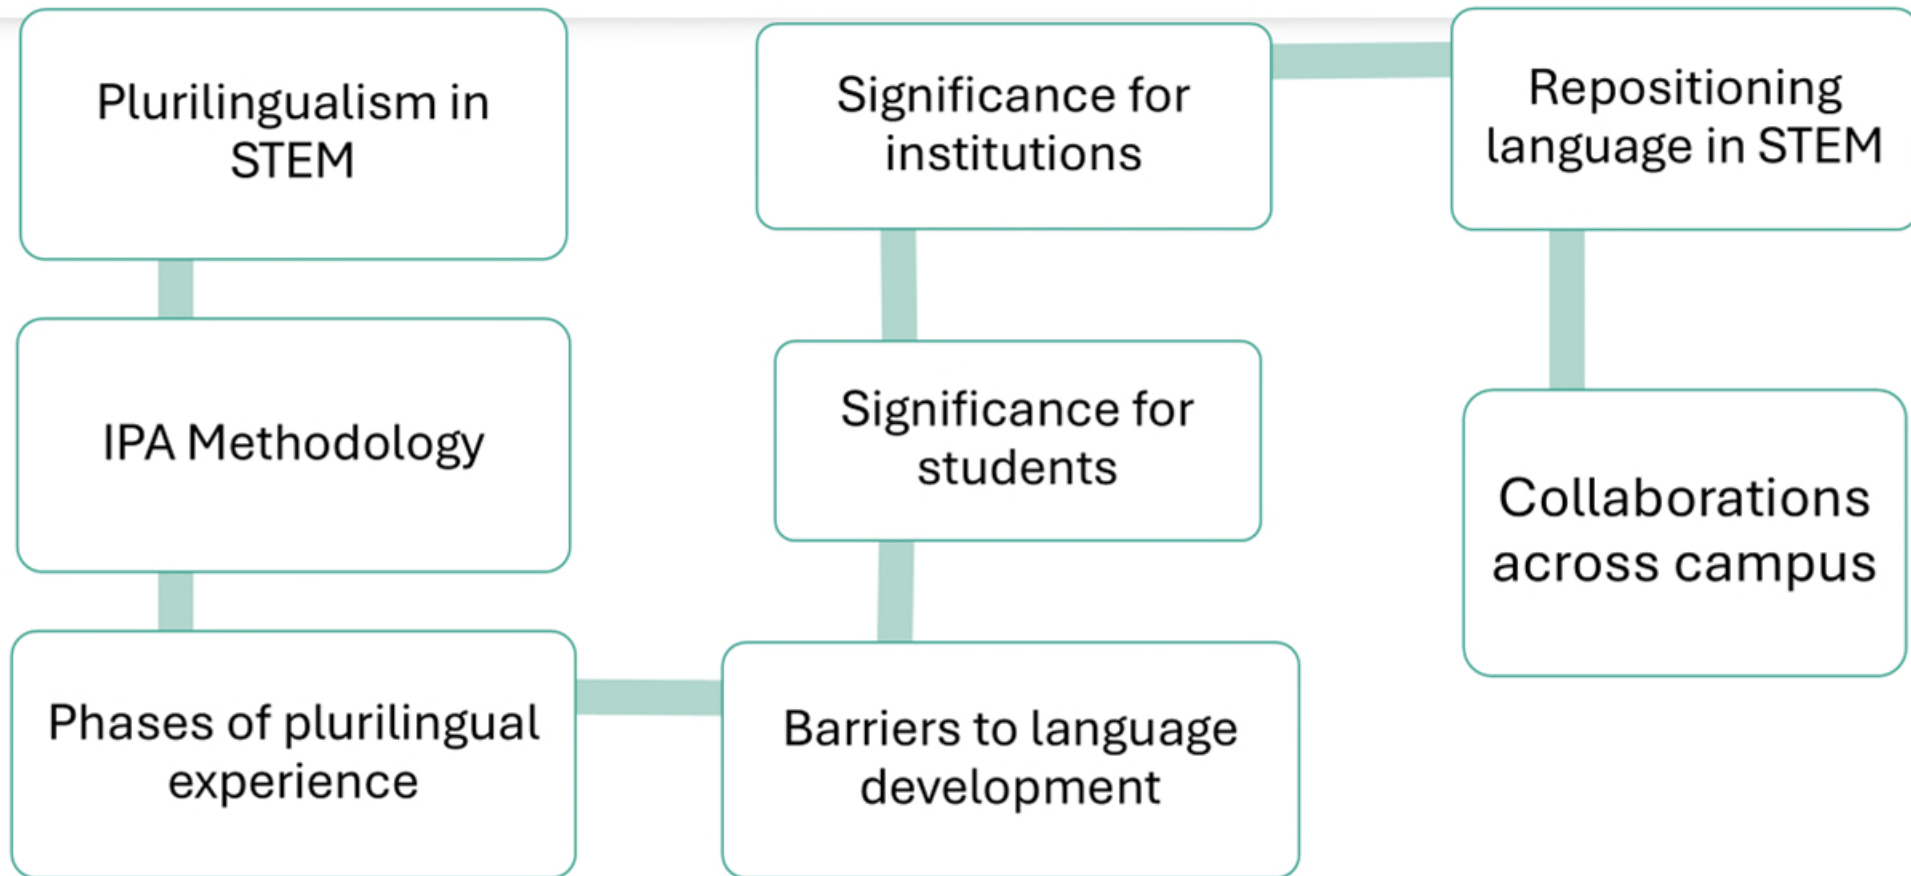 Plurilingualism in
STEM
IPA Methodology
Phases of plurilingual
experience
Barriers to language
development
Significance for
students
Significance for
institutions
Repositioning
language in STEM
Collaborations
across campus